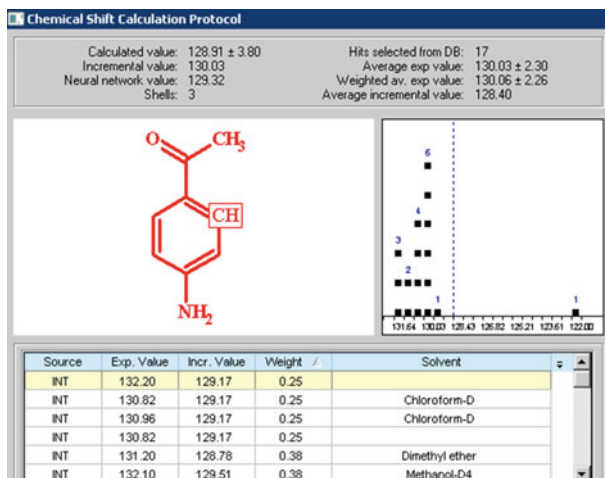 Chemical Shift Calculation Protocol
Calculated value: 128.91 ± 3.80 Hits selected from DB: 17
Incremental value: 130.03 Average exp value: 130.03 ± 2.30
Neural network value: 129.32 Weighted av. exp value: 130.06 ± 2.26
Shells: 3 Average incremental value: 128.40
O CH3
CH
NH2
6
4
3
2
1 1
131.64 130.03 128.43 126.82 125.21 123.61 122.00
Source Exp. Value Incr. Value Weight Solvent
INT 132.20 129.17 0.25
INT 130.82 129.17 0.25 Chloroform-D
INT 130.96 129.17 0.25 Chloroform-D
INT 130.82 129.17 0.25
INT 131.20 128.78 0.38 Dimethyl ether
INT 132.10 129.51 0.38 Methanol-D4